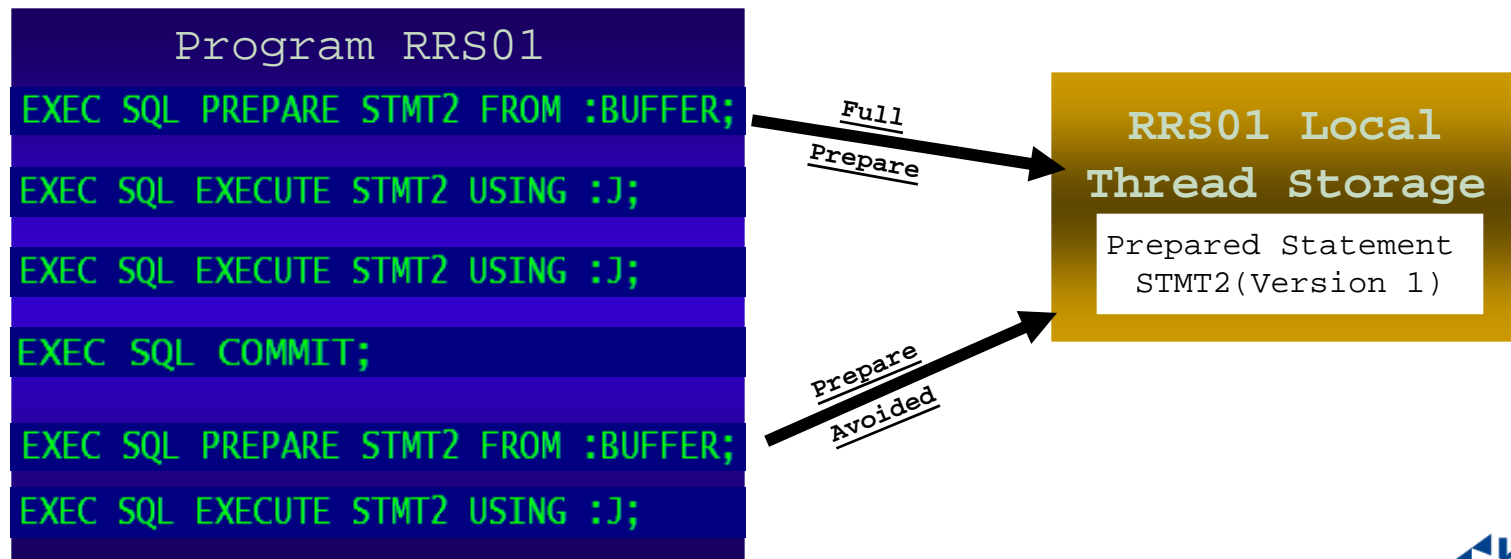 Program RRS01
EXEC SQL PREPARE STMT2 FROM :BUFFER;
EXEC SQL EXECUTE STMT2 USING :J;
EXEC SQL EXECUTE STMT2 USING :J;
EXEC SQL COMMIT;
EXEC SQL PREPARE STMT2 FROM :BUFFER;
EXEC SQL EXECUTE STMT2 USING :J;
Full
Prepare
Prepare
Avoided
RRS01 Local
Thread Storage
Prepared Statement
STMT2(Version 1)